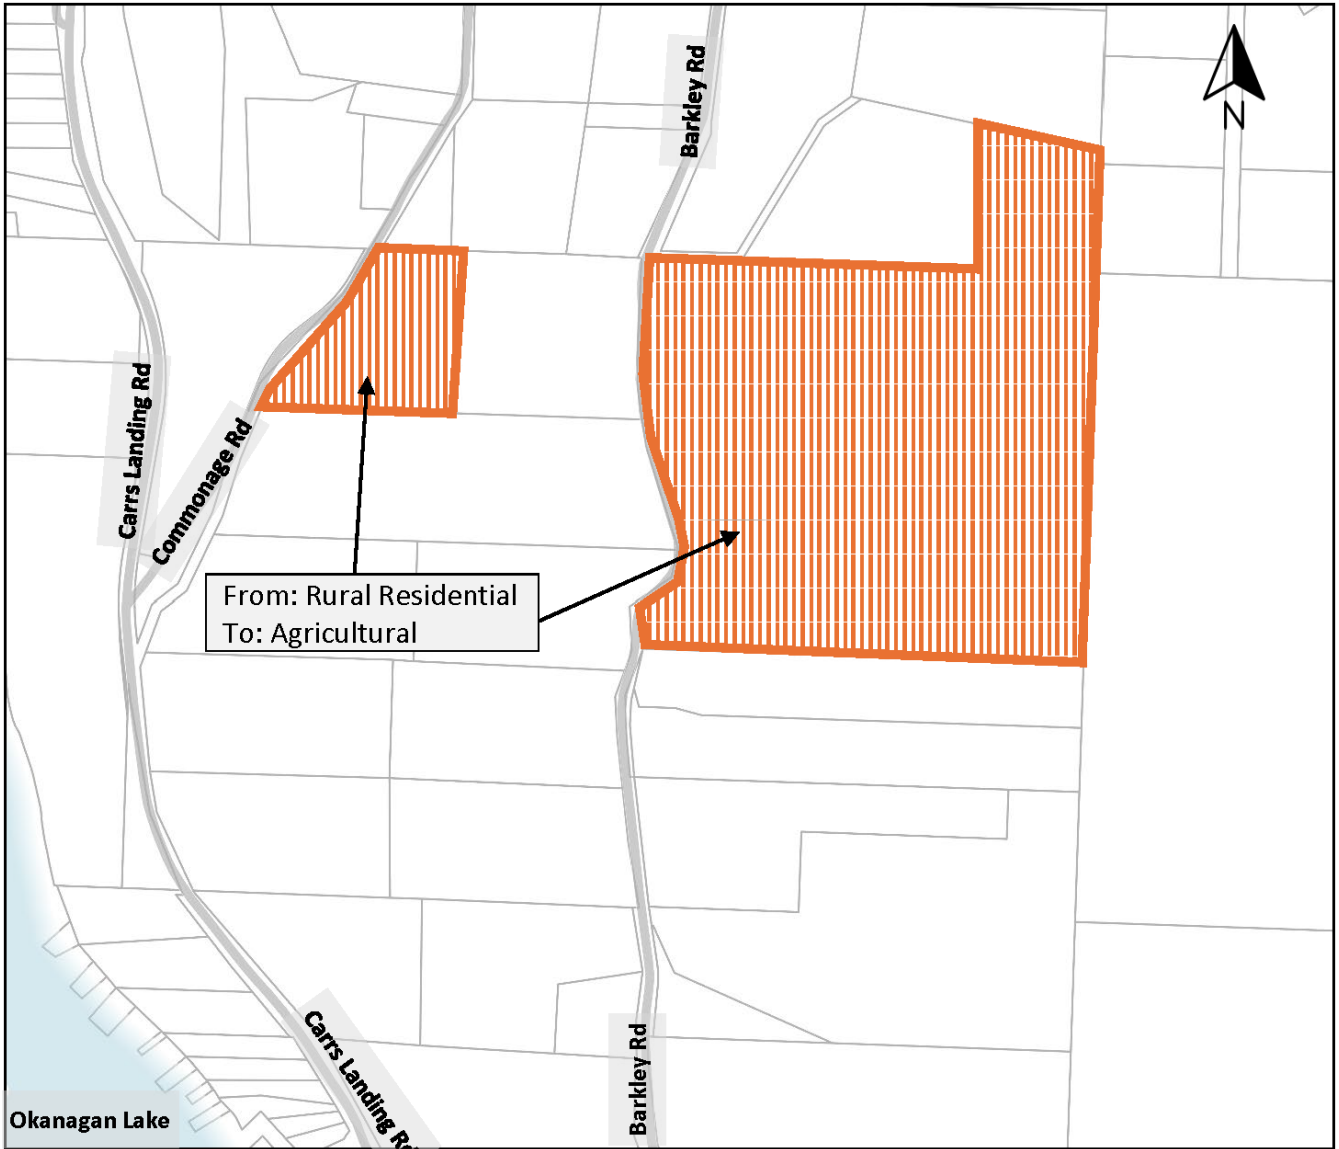 Barkley Rd
N
Carrs Landing Rd
Commonage Rd
From: Rural Residential
To: Agricultural
Carrs Landing Rd
Barkley Rd
Okanagan Lake